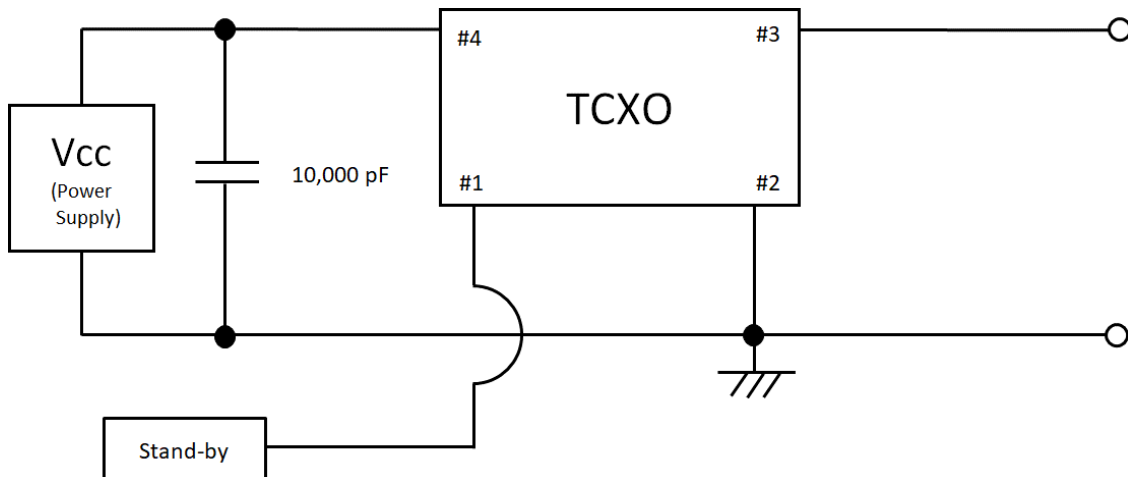 #4
#3
TCXO
Vcc
(Power
Supply)
10,000 pF
#1
#2
Stand-by